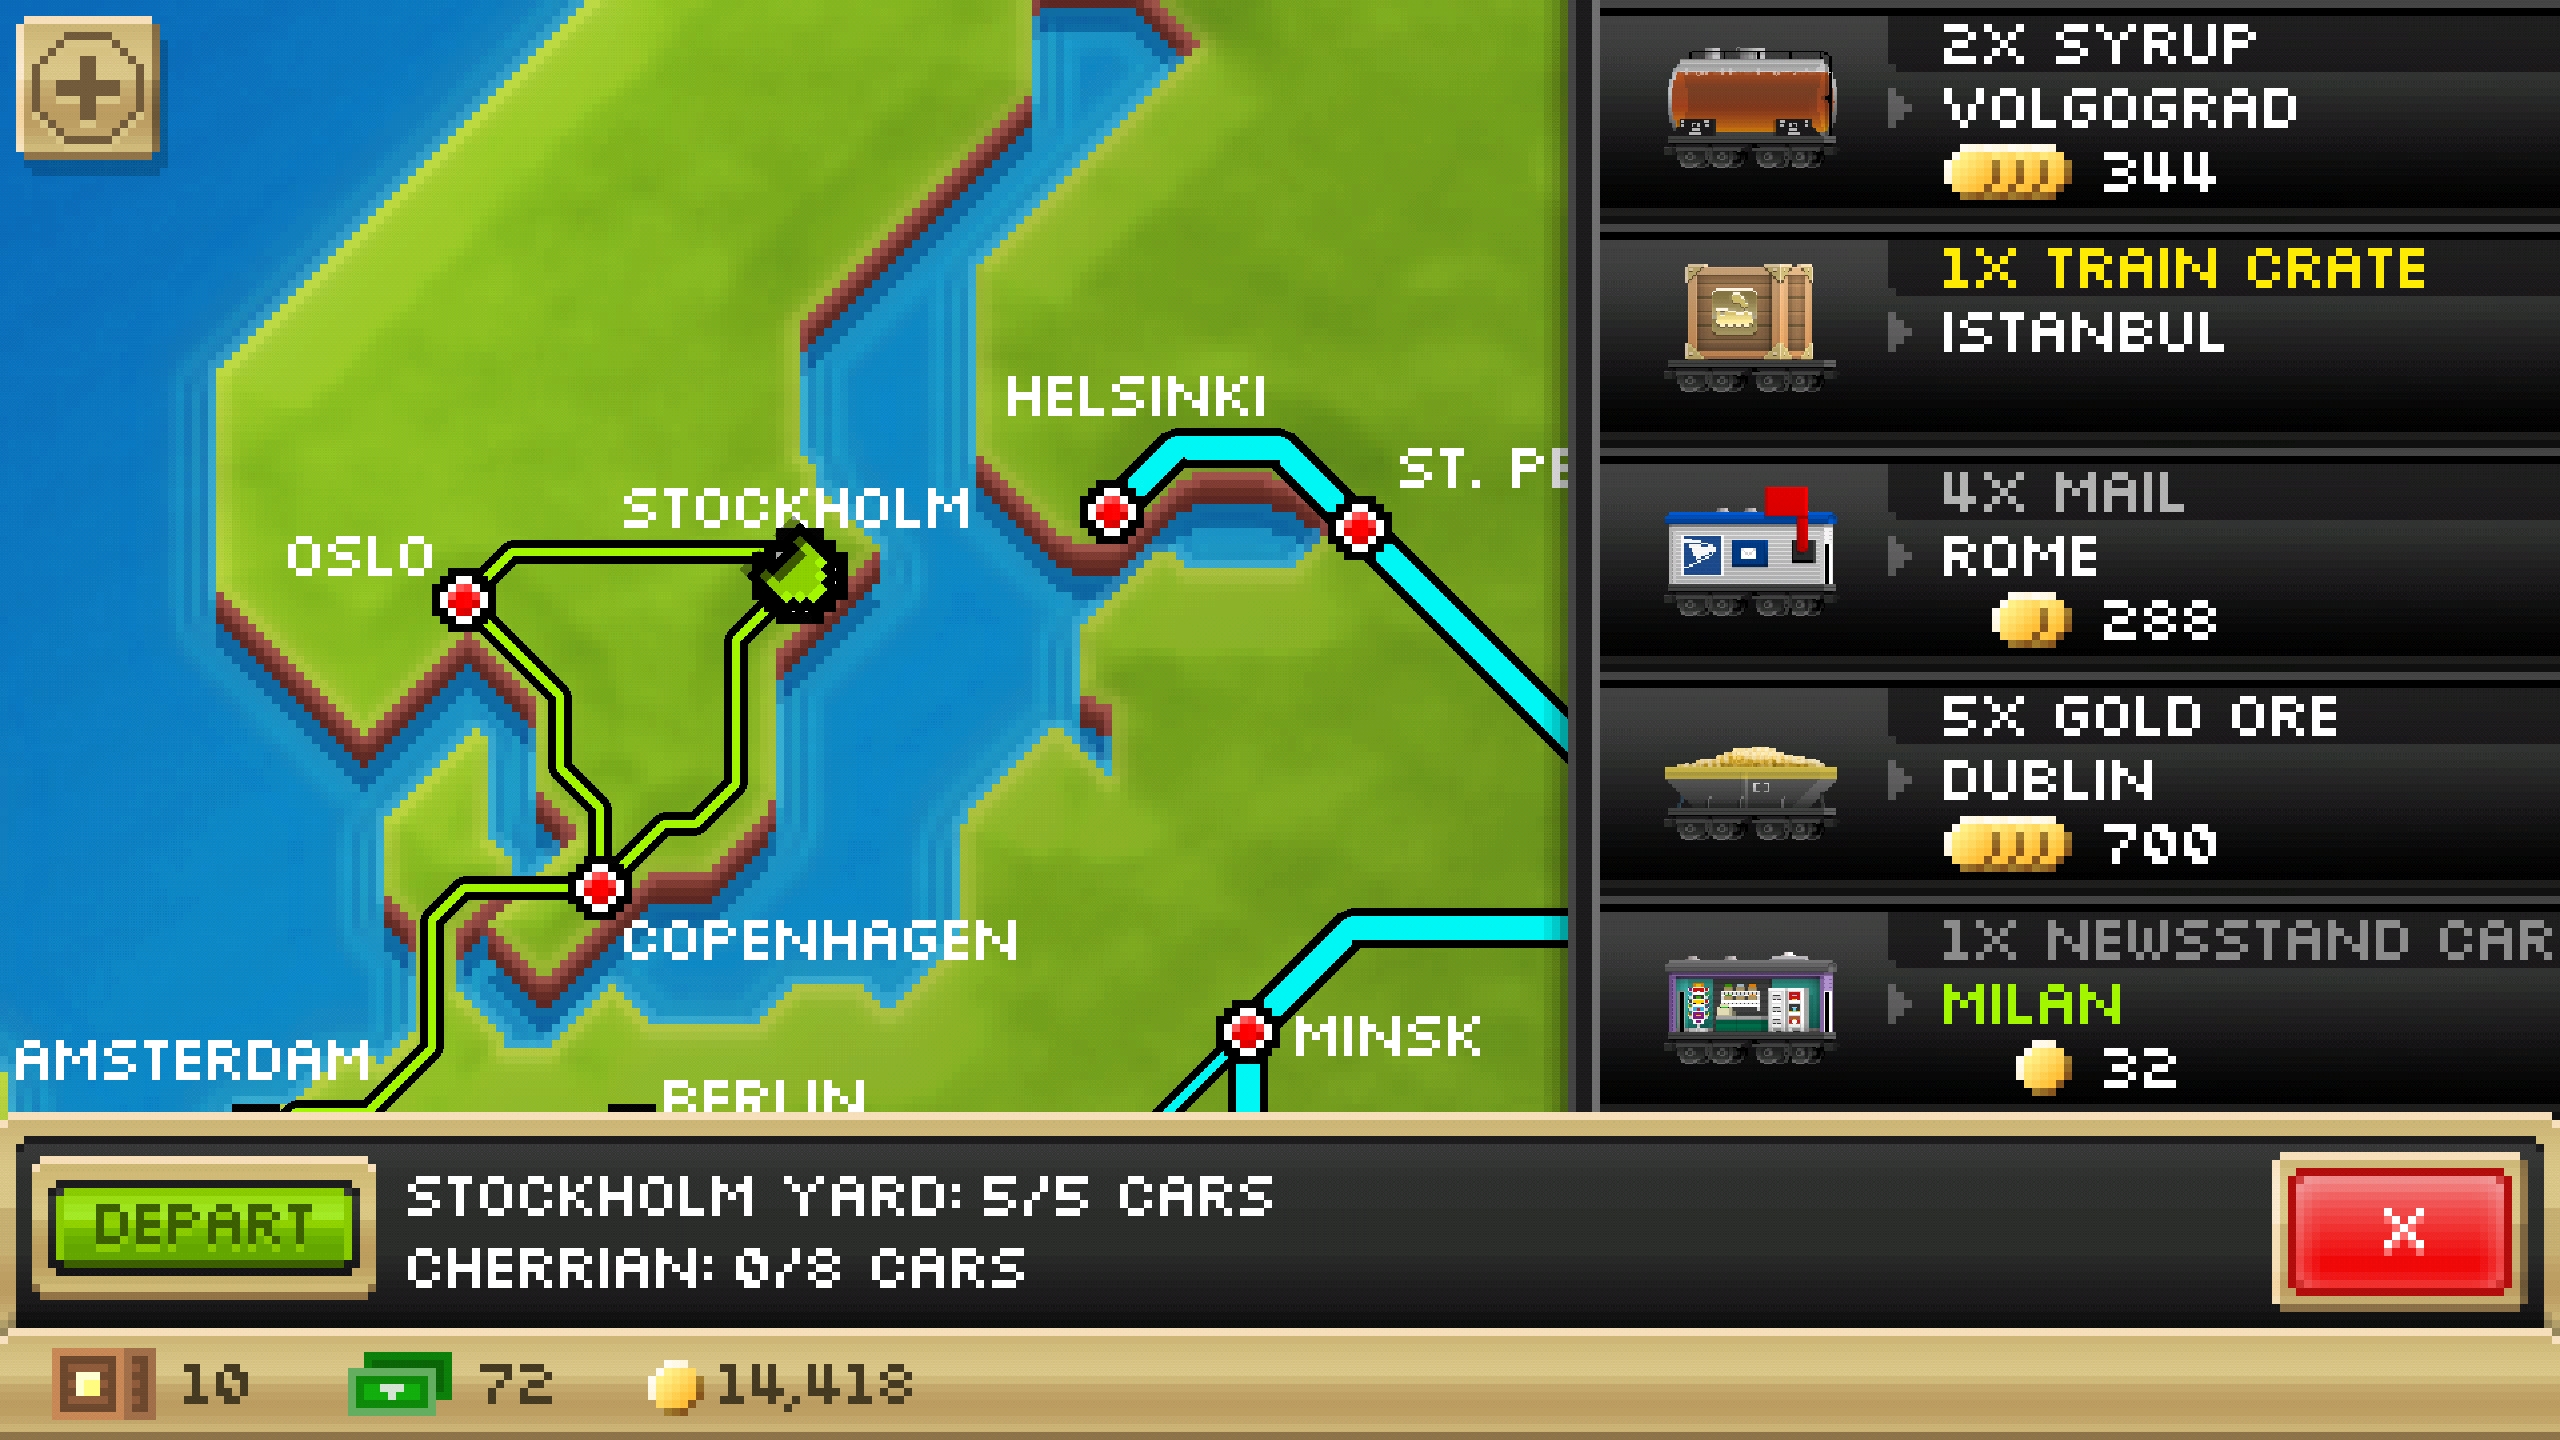 HELSINKI
ST. PE
STOCKHOLM
OSLO
COPENHAGEN
MINSK
AMSTERDAM
BERLIN
2X SYRUP
VOLGOGRAD
344
1X TRAIN CRATE
ISTANBUL
4X MAIL
ROME
288
5X GOLD ORE
DUBLIN
700
1X NEWSSTAND CAR
MILAN
32
DEPART
STOCKHOLM YARD: 5/5 CARS
CHERRIAN: 0/8 CARS
X
10
72
14,418